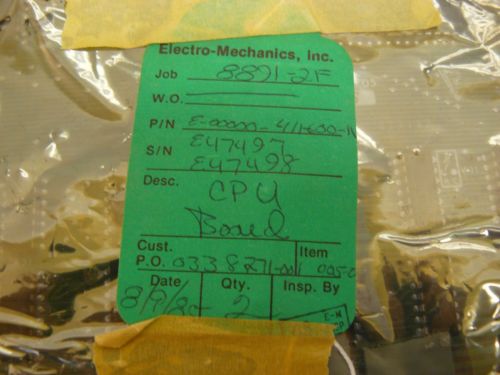 Electro-Mechanics, Inc.
Job 8871-2F
W.O.
P/N
S/N E47497
E47498
Desc. CPU
Board
Cust. Item
P.O. 0338271-001
Date Qty. Insp. By
2
E-M